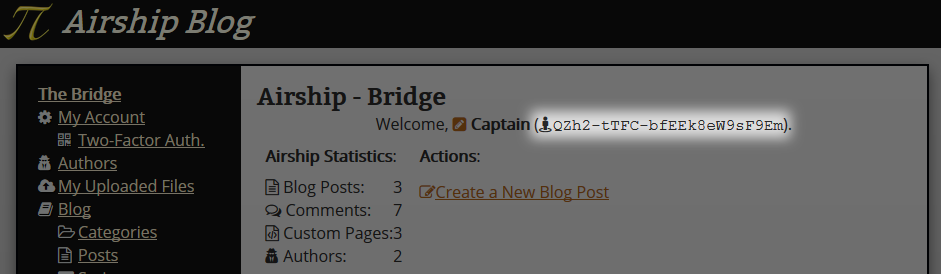 Airship Blog
The Bridge
My Account
Two-Factor Auth.
Authors
My Uploaded Files
Blog
Categories
Posts
Airship - Bridge
Welcome, Captain (QZh2-tTFC-bfEEk8eW9sF9Em).
Airship Statistics:
Blog Posts: 3
Comments: 7
Custom Pages:3
Authors: 2
Actions:
Create a New Blog Post